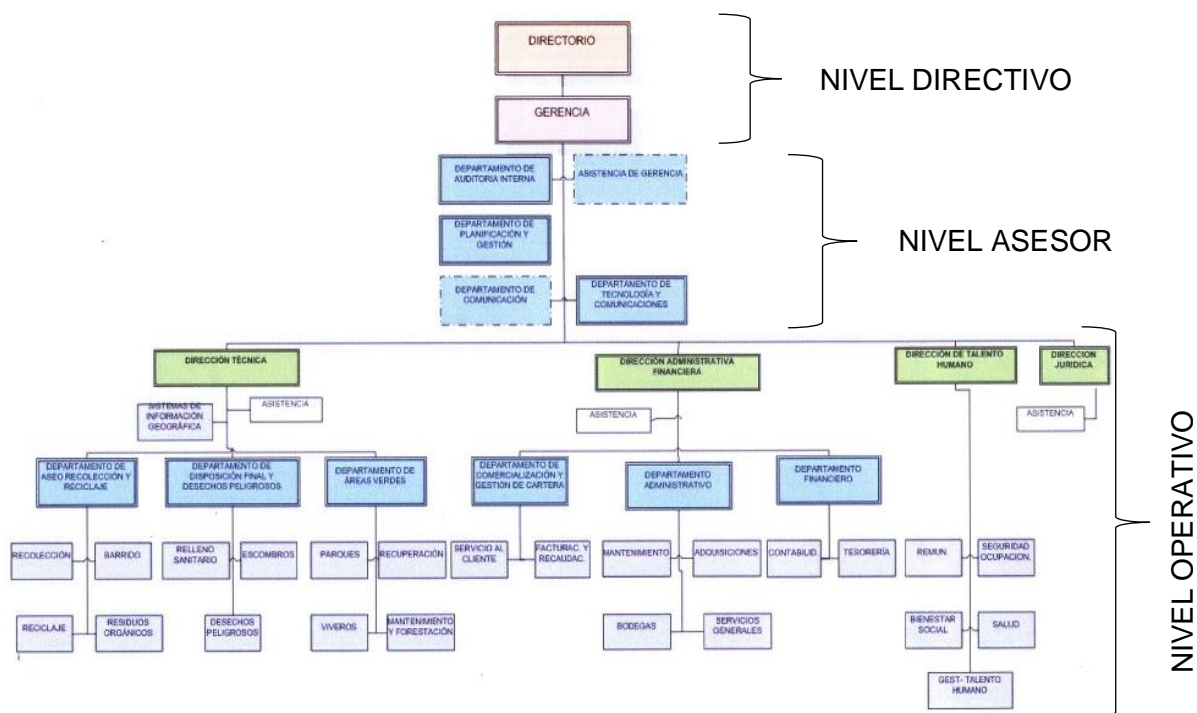 DIRECTORIO
GERENCIA
NIVEL DIRECTIVO
DEPARTAMENTO DE
AUDITORIA INTERNA
ASISTENCIA DE GERENCIA
DEPARTAMENTO DE
PLANIFICACIÓN Y
GESTIÓN
DEPARTAMENTO DE
COMUNICACIÓN
DEPARTAMENTO DE
TECNOLOGÍA Y
COMUNICACIONES
NIVEL ASESOR
DIRECCIÓN TÉCNICA
DIRECCIÓN ADMINISTRATIVA
FINANCIERA
DIRECCIÓN DE TALENTO
HUMANO
DIRECCION
JURIDICA
SISTEMAS DE
INFORMACIÓN
GEOGRÁFICA
ASISTENCIA
ASISTENCIA
ASISTENCIA
DEPARTAMENTO DE
ASEO RECOLECCIÓN Y
RECICLAJE
DEPARTAMENTO DE
DISPOSICIÓN FINAL Y
DESECHOS PELIGROSOS
DEPARTAMENTO DE
ÁREAS VERDES
DEPARTAMENTO DE
COMERCIALIZACIÓN Y
GESTIÓN DE CARTERA
DEPARTAMENTO
ADMINISTRATIVO
DEPARTAMENTO
FINANCIERO
RECOLECCIÓN
BARRIDO
RELLENO
SANITARIO
ESCOMBROS
PARQUES
RECUPERACIÓN
SERVICIO AL
CLIENTE
FACTURAC. Y
RECAUDAC.
MANTENIMIENTO
ADQUISICIONES
CONTABILID.
TESORERÍA
REMUN.
SEGURIDAD
OCUPACION.
RECICLAJE
RESIDUOS
ORGÁNICOS
DESECHOS
PELIGROSOS
VIVEROS
MANTENIMIENTO
Y FORESTACIÓN
BODEGAS
SERVICIOS
GENERALES
BIENESTAR
SOCIAL
SALUD
GEST- TALENTO
HUMANO
NIVEL OPERATIVO